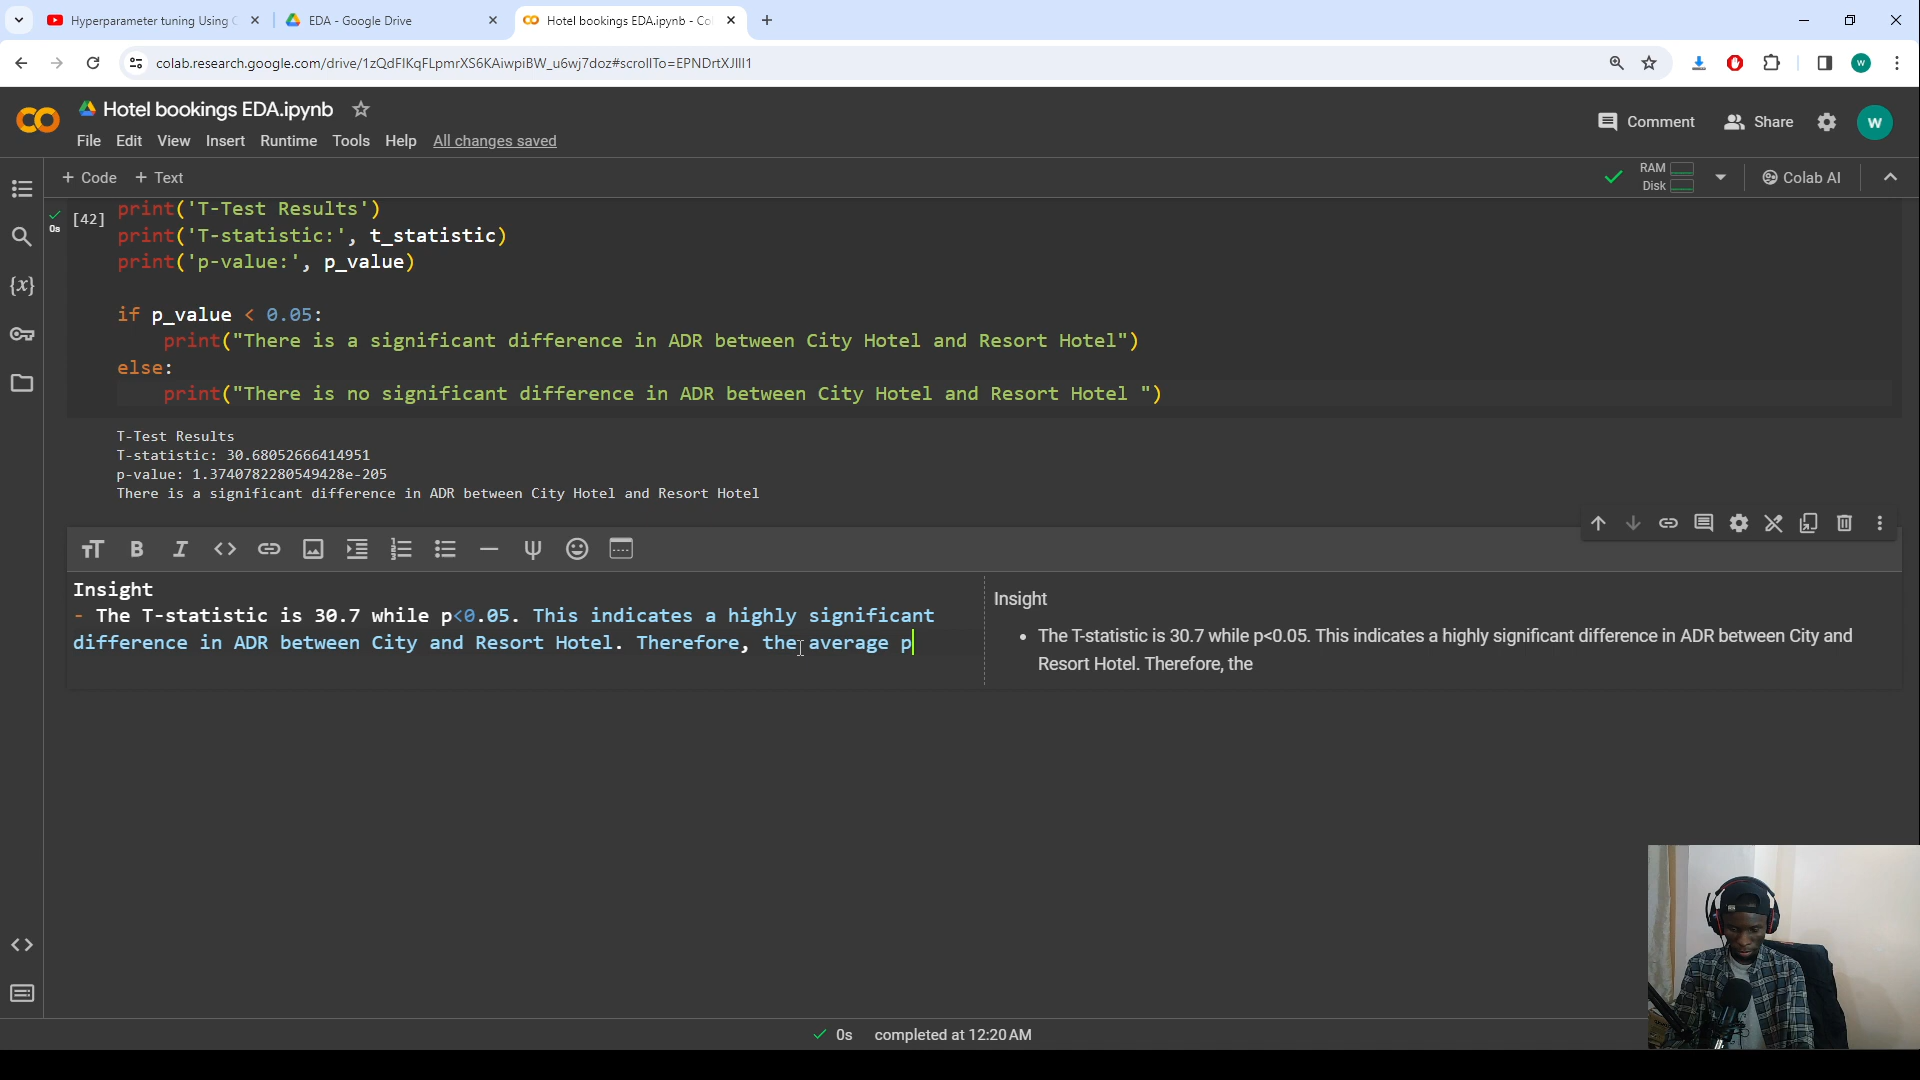 Hyperparameter tuning Using
EDA - Google Drive
Hotel bookings EDA.ipynb - Co
colab.research.google.com/drive/1zQdFIKqFLpmrXS6KAiwpiBW_u6wj7doz#scrollTo=EPNDrtXJlll1
W
Hotel bookings EDA.ipynb
File Edit View Insert Runtime Tools Help All changes saved
Comment
Share
W
+ Code + Text
RAM
Disk
Colab AI
0s
[42]
print('T-Test Results')
print('T-statistic:', t_statistic)
print('p-value:', p_value)
if p_value < 0.05:
print("There is a significant difference in ADR between City Hotel and Resort Hotel")
else:
print("There is no significant difference in ADR between City Hotel and Resort Hotel ")
T-Test Results
T-statistic: 30.68052666414951
p-value: 1.3740782280549428e-205
There is a significant difference in ADR between City Hotel and Resort Hotel
Insight
- The T-statistic is 30.7 while p<0.05. This indicates a highly significant
difference in ADR between City and Resort Hotel. Therefore, the average p
Insight
• The T-statistic is 30.7 while p<0.05. This indicates a highly significant difference in ADR between City and
Resort Hotel. Therefore, the
0s completed at 12:20 AM